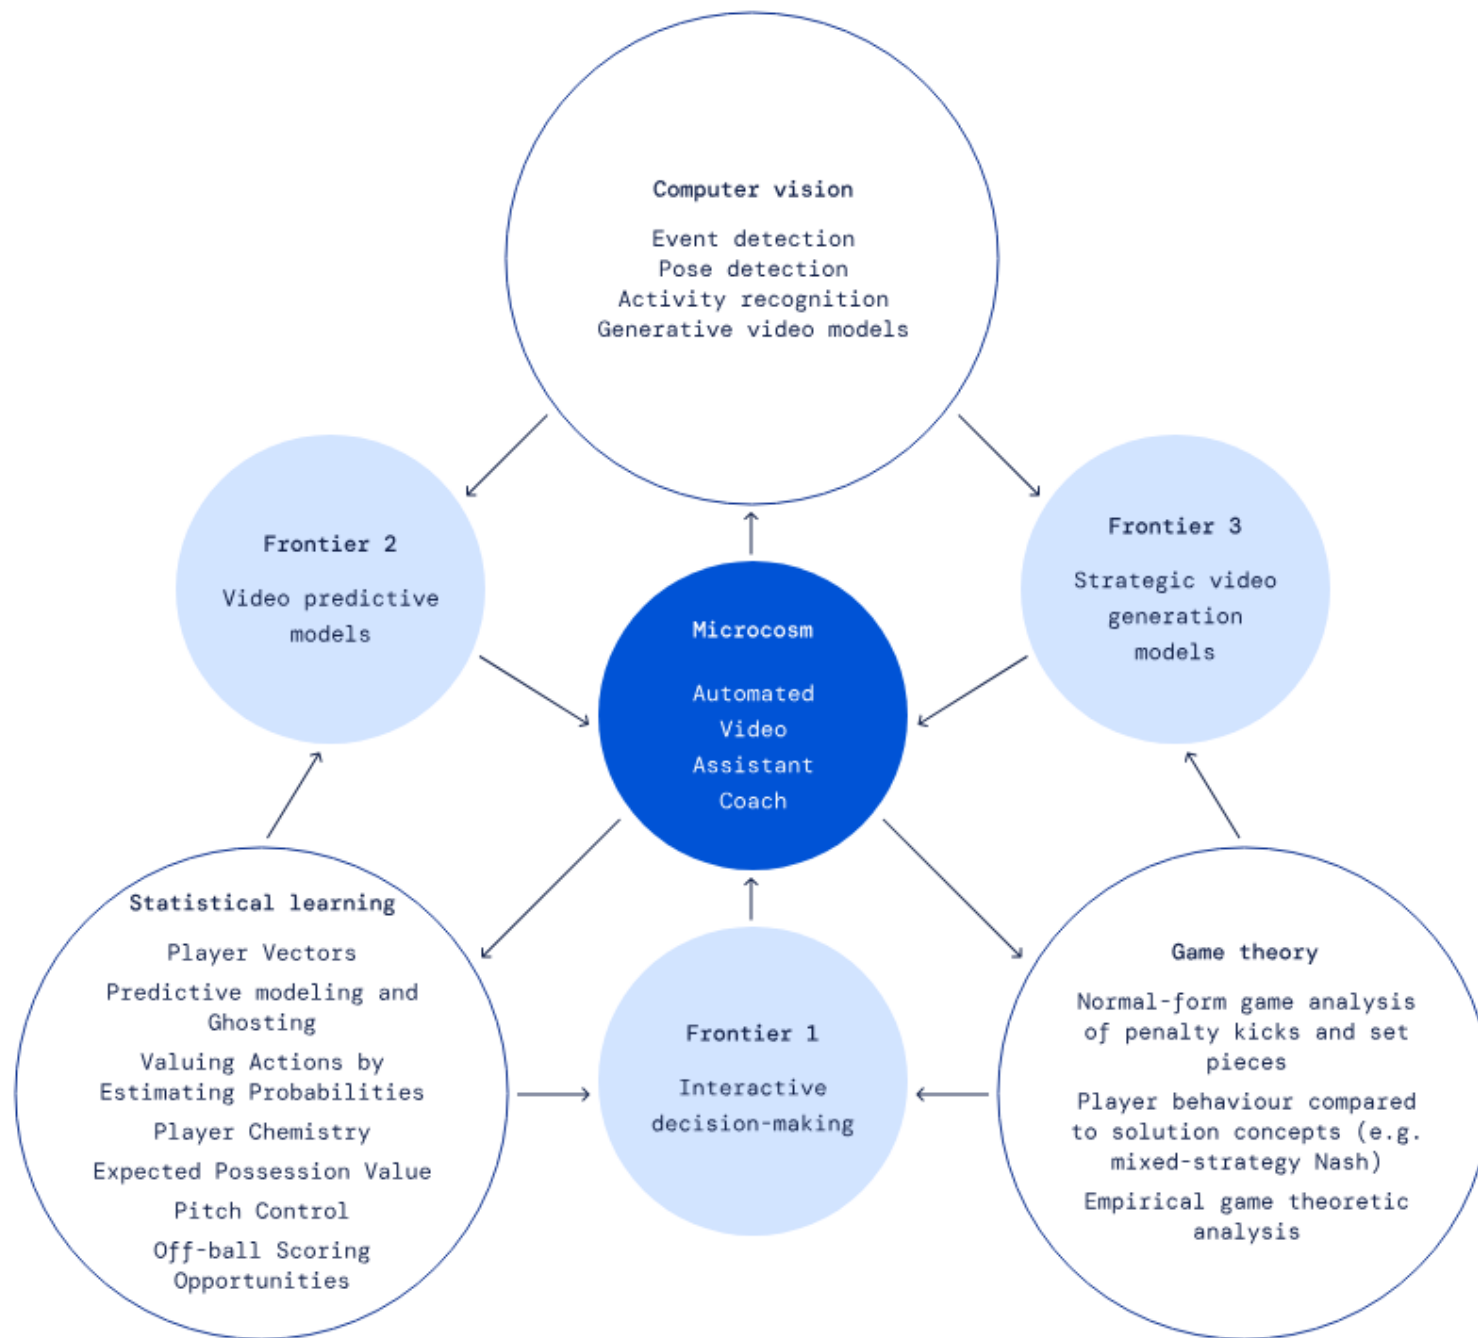 Computer vision
Event detection
Pose detection
Activity recognition
Generative video models
Frontier 2
Video predictive
models
Frontier 3
Strategic video
generation
models
Microcosm
Automated
Video
Assistant
Coach
Statistical learning
Player Vectors
Predictive modeling and
Ghosting
Valuing Actions by
Estimating Probabilities
Player Chemistry
Expected Possession Value
Pitch Control
Off-ball Scoring
Opportunities
Frontier 1
Interactive
decision-making
Game theory
Normal-form game analysis
of penalty kicks and set
pieces
Player behaviour compared
to solution concepts (e.g.
mixed-strategy Nash)
Empirical game theoretic
analysis